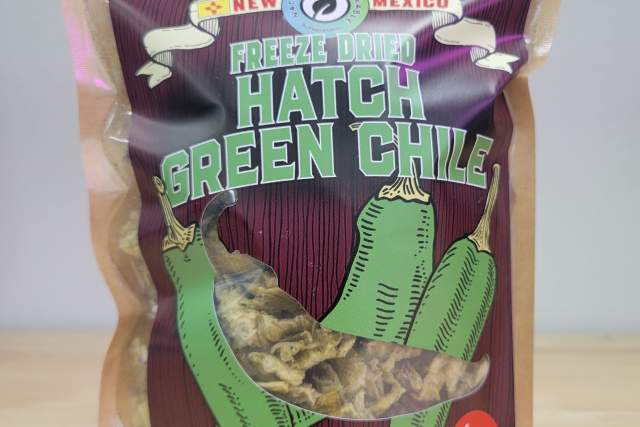 NEW MEXICO
FREEZE DRIED
HATCH
GREEN CHILE